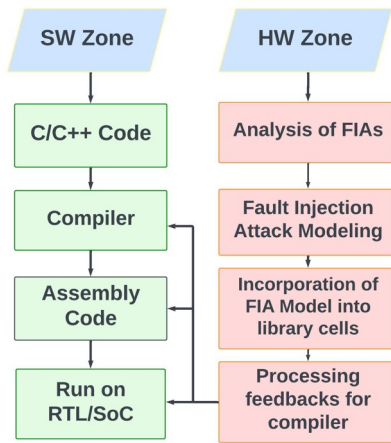 SW Zone
C/C++ Code
Compiler
Assembly
Code
Run on
RTL/SoC
HW Zone
Analysis of FIAs
Fault Injection
Attack Modeling
Incorporation of
FIA Model into
library cells
Processing
feedbacks for
compiler